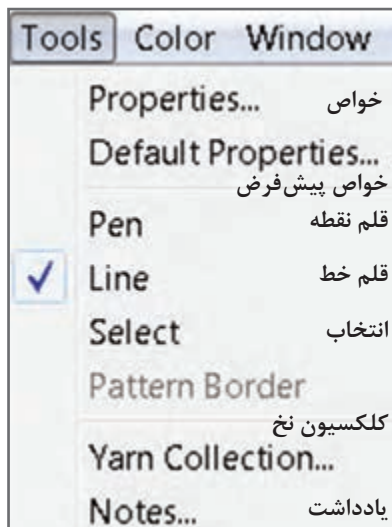 Tools Color Window
Properties... خواص
Default Properties...
خواص پیش‌فرض
Pen قلم نقطه
Line قلم خط
Select انتخاب
Pattern Border
کلکسیون نخ
Yarn Collection...
Notes... یادداشت